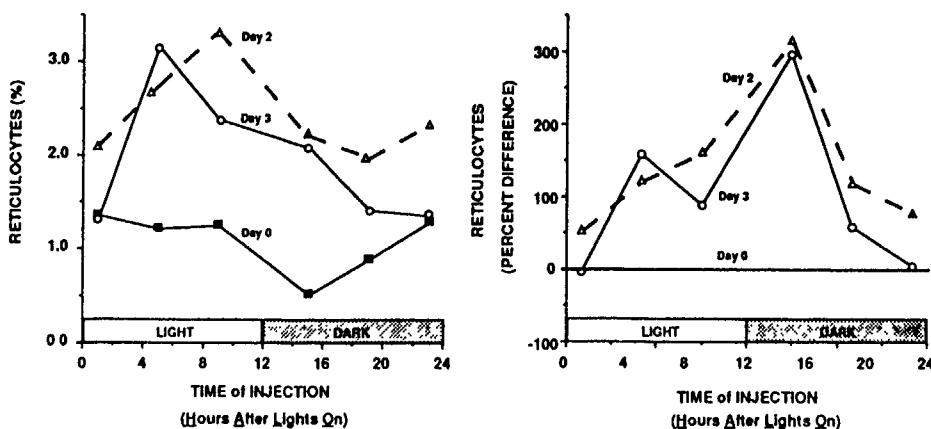 RETICULOCYTES (%)
3.0
2.0
1.0
0 0
Day 2
Day 3
Day 0
LIGHT
DARK
0 4 8 12 16 20 24
TIME of INJECTION
(Hours After Lights On)
RETICULOCYTES
(PERCENT DIFFERENCE)
300
200
100
0
-100
Day 2
Day 3
Day 0
LIGHT
DARK
0 4 8 12 16 20 24
TIME of INJECTION
(Hours After Lights On)